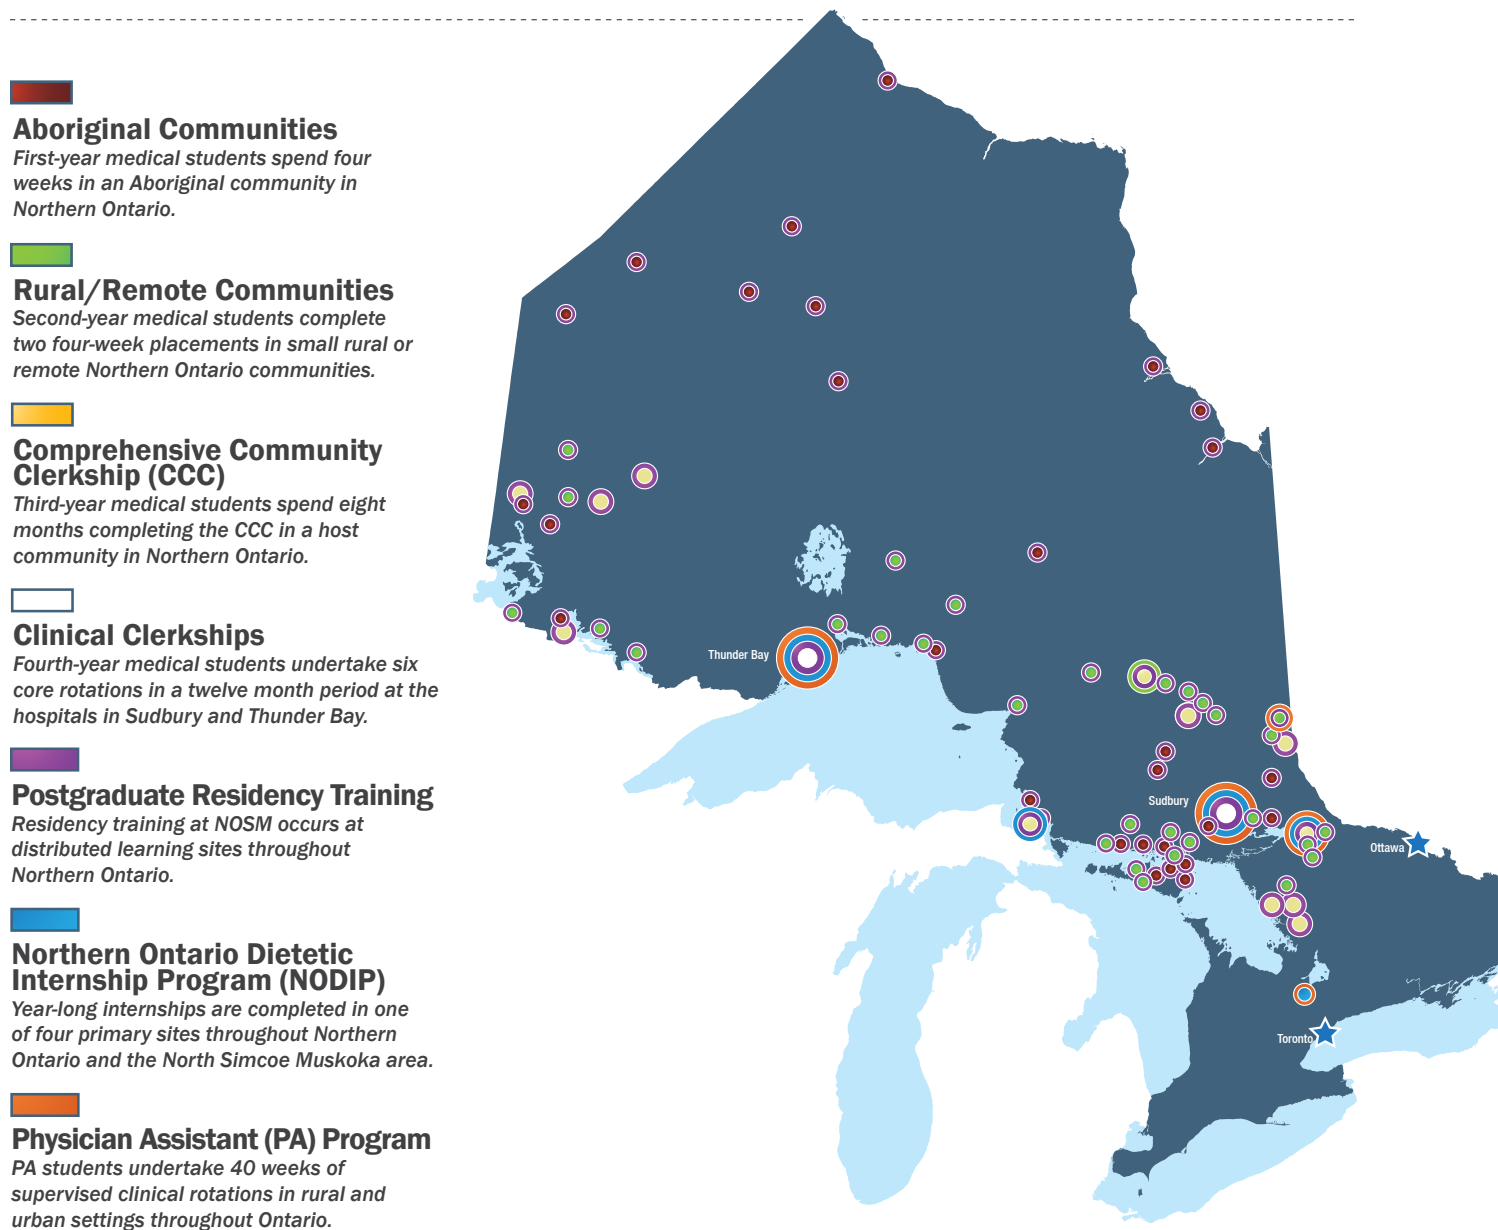 Aboriginal Communities
First-year medical students spend four
weeks in an Aboriginal community in
Northern Ontario.
Rural/Remote Communities
Second-year medical students complete
two four-week placements in small rural or
remote Northern Ontario communities.
Comprehensive Community
Clerkship (CCC)
Third-year medical students spend eight
months completing the CCC in a host
community in Northern Ontario.
Clinical Clerkships
Fourth-year medical students undertake six
core rotations in a twelve month period at the
hospitals in Sudbury and Thunder Bay.
Postgraduate Residency Training
Residency training at NOSM occurs at
distributed learning sites throughout
Northern Ontario.
Northern Ontario Dietetic
Internship Program (NODIP)
Year-long internships are completed in one
of four primary sites throughout Northern
Ontario and the North Simcoe Muskoka area.
Physician Assistant (PA) Program
PA students undertake 40 weeks of
supervised clinical rotations in rural and
urban settings throughout Ontario.
Thunder Bay
Sudbury
Ottawa
Toronto